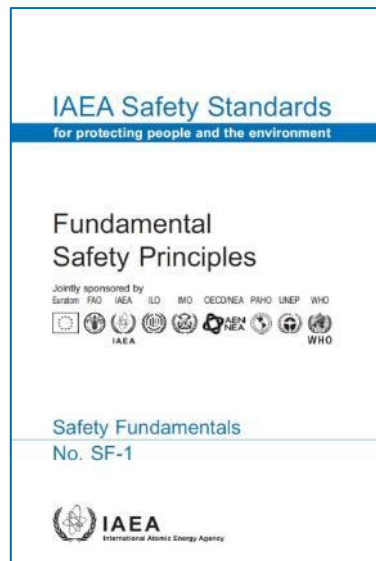 IAEA Safety Standards
for protecting people and the environment
Fundamental
Safety Principles
Jointly sponsored by
Euratom FAO IAEA ILO IMO OECD/NEA PAHO UNEP WHO
AEN
NEA
IAEA
WHO
Safety Fundamentals
No. SF-1
IAEA
International Atomic Energy Agency